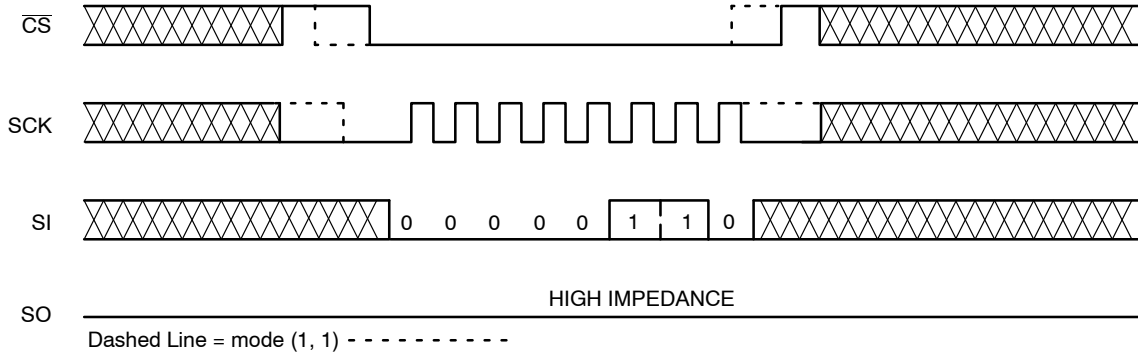 CS
SCK
SI 0 0 0 0 0 1 1 0
SO HIGH IMPEDANCE
Dashed Line = mode (1, 1)